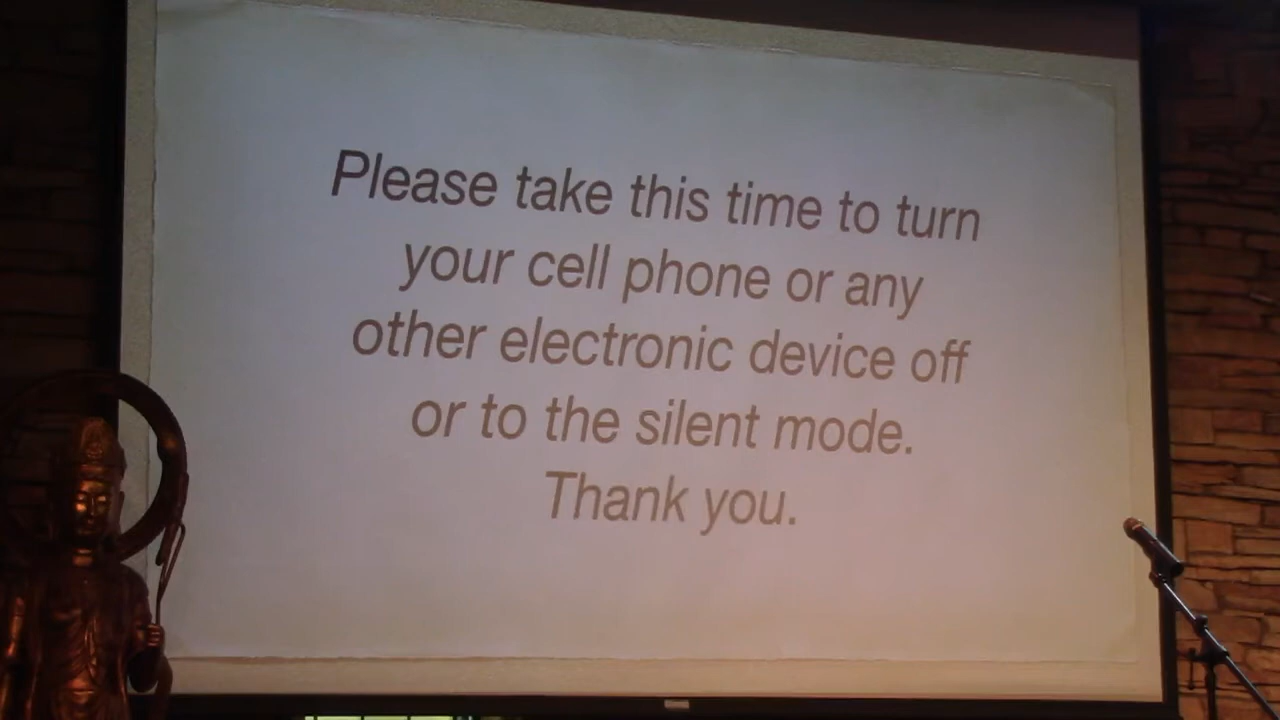 Please take this time to turn
your cell phone or any
other electronic device off
or to the silent mode.
Thank you.